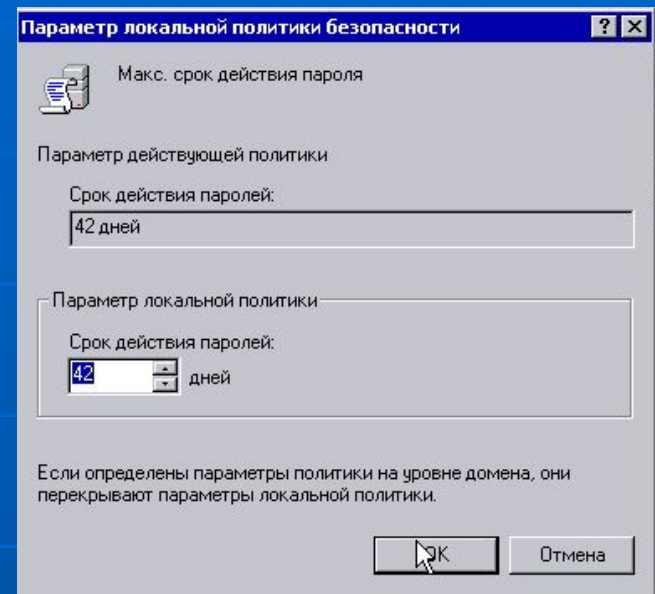 Параметр локальной политики безопасности
Макс. срок действия пароля
Параметр действующей политики
Срок действия паролей:
42 дней
Параметр локальной политики
Срок действия паролей:
42 дней
Если определены параметры политики на уровне домена, они
перекрывают параметры локальной политики.
OK Отмена